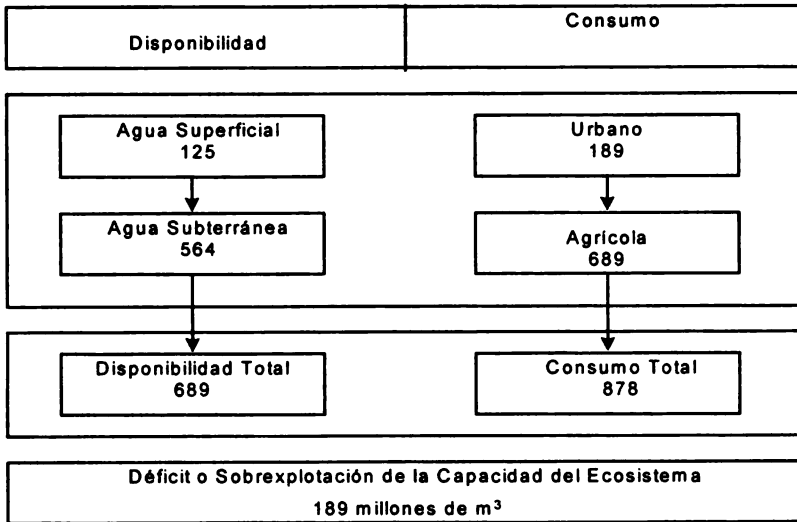 Disponibilidad
Consumo
Agua Superficial
125
Urbano
189
Agua Subterránea
564
Agrícola
689
Disponibilidad Total
689
Consumo Total
878
Déficit o Sobrexplotación de la Capacidad del Ecosistema
189 millones de m³